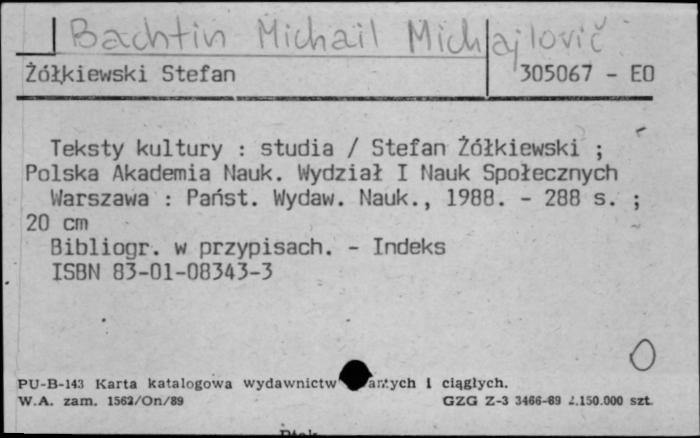 Bachtin Michail Michajlovič
Żółkiewski Stefan 305067 - EO
Teksty kultury : studia / Stefan Żółkiewski ;
Polska Akademia Nauk. Wydział I Nauk Społecznych
Warszawa : Państ. Wydaw. Nauk., 1988. - 288 s. ;
20 cm
Bibliogr. w przypisach. - Indeks
ISBN 83-01-08343-3
PU-B-143 Karta katalogowa wydawnictw i ciągłych.
W.A. zam. 1562/On/89 GZG Z-3 3466-89 2.150.000 szt.